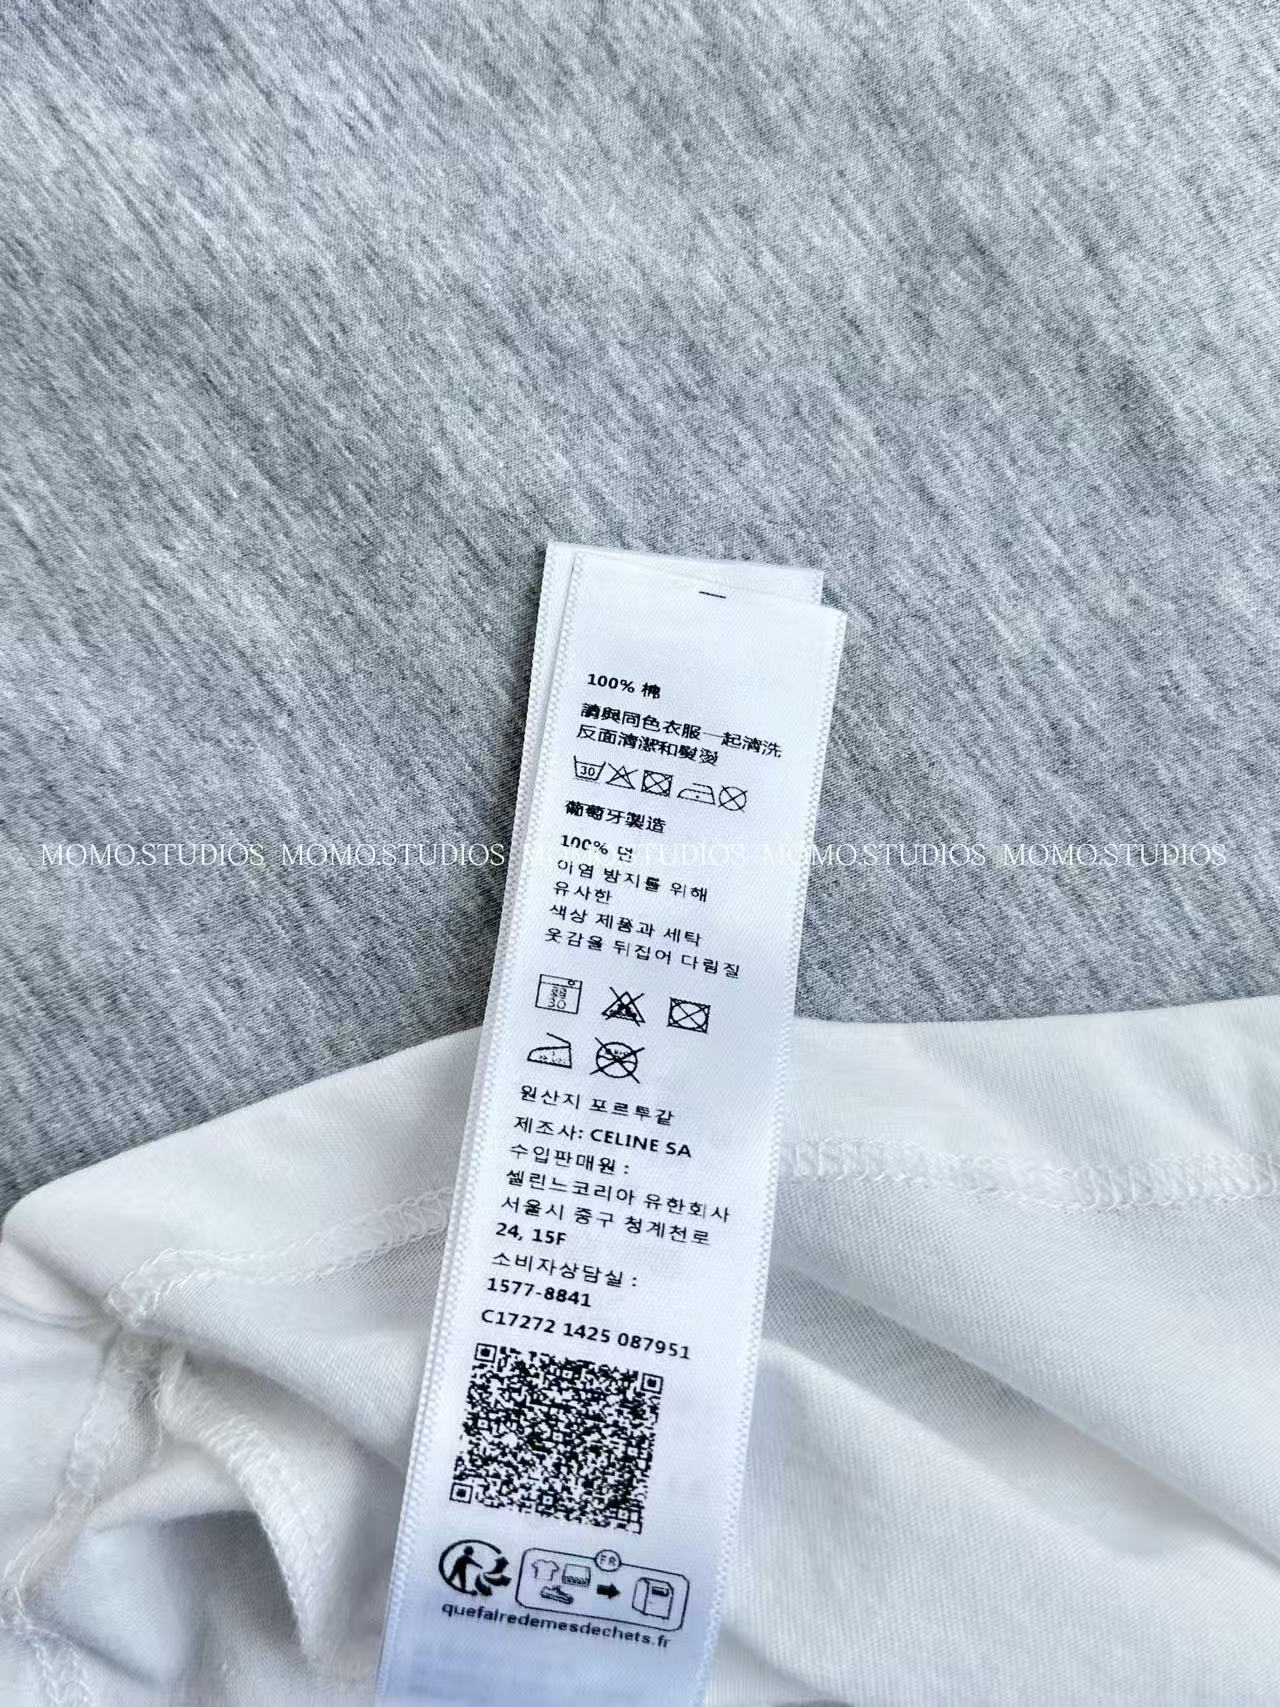 100% 棉
請與同色衣服一起清洗
反面清潔和熨燙
30
葡萄牙製造
MOMO.STUDIOS MOMO.STUDIOS MOMO.STUDIOS MOMO.STUDIOS MOMO.STUDIOS
100% 면
이염 방지를 위해
유사한
색상 제품과 세탁
옷감을 뒤집어 다림질
30
원산지 포르투갈
제조사: CELINE SA
수입판매원 :
셀린느코리아 유한회사
서울시 중구 청계천로
24, 15F
소비자상담실 :
1577-8841
C17272 1425 087951
FR
quefairedemesdechets.fr